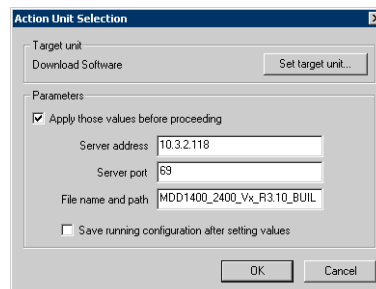 Action Unit Selection
Target unit
Download Software
Set target unit...
Parameters
Apply those values before proceeding
Server address 10.3.2.118
Server port 69
File name and path MDD1400_2400_Vx_R3.10_BUIL
Save running configuration after setting values
OK Cancel